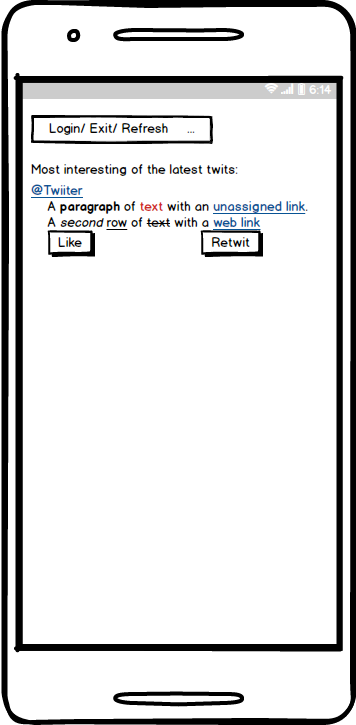 6:14
Login/ Exit/ Refresh ...
Most interesting of the latest twits:
@Twiiter
A paragraph of text with an unassigned link.
A second row of text with a web link
Like Retwit